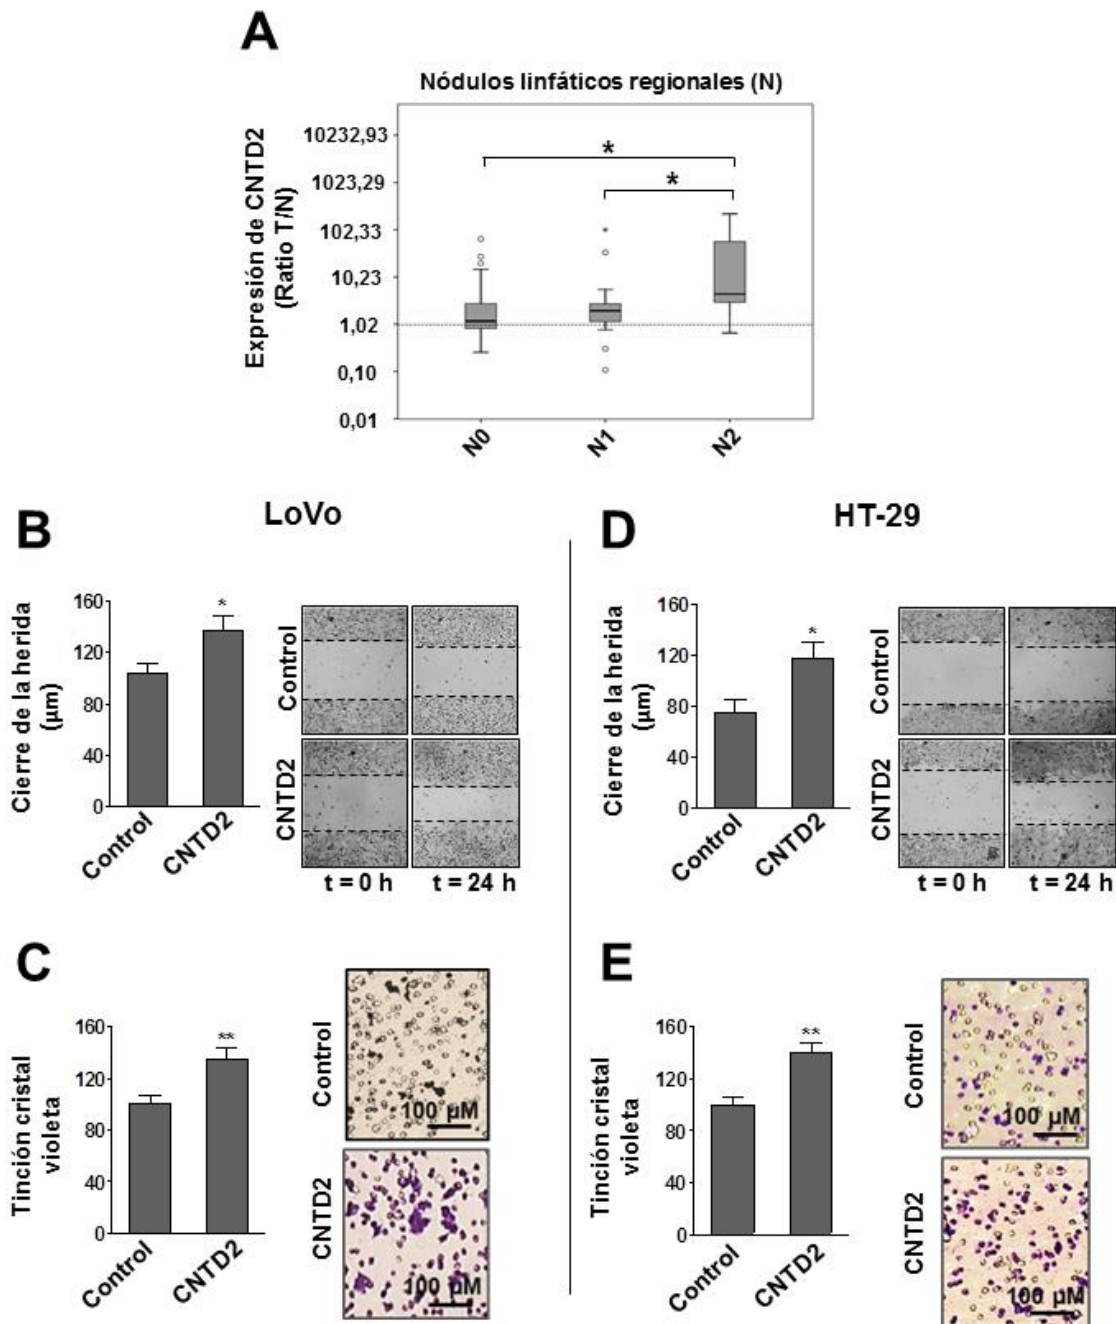 A
Nódulos linfáticos regionales (N)
Expresión de CNTD2
(Ratio T/N)
10232,93
1023,29
102,33
10,23
1,02
0,10
0,01
*
*
N0
N1
N2
LoVo
HT-29
B
Cierre de la herida
(µm)
160
120
80
40
0
*
Control
CNTD2
Control
CNTD2
t = 0 h
t = 24 h
D
Cierre de la herida
(µm)
160
120
80
40
0
*
Control
CNTD2
Control
CNTD2
t = 0 h
t = 24 h
C
Tinción cristal
violeta
160
120
80
40
0
**
Control
CNTD2
Control
100 µM
CNTD2
100 µM
E
Tinción cristal
violeta
160
120
80
40
0
**
Control
CNTD2
Control
100 µM
CNTD2
100 µM